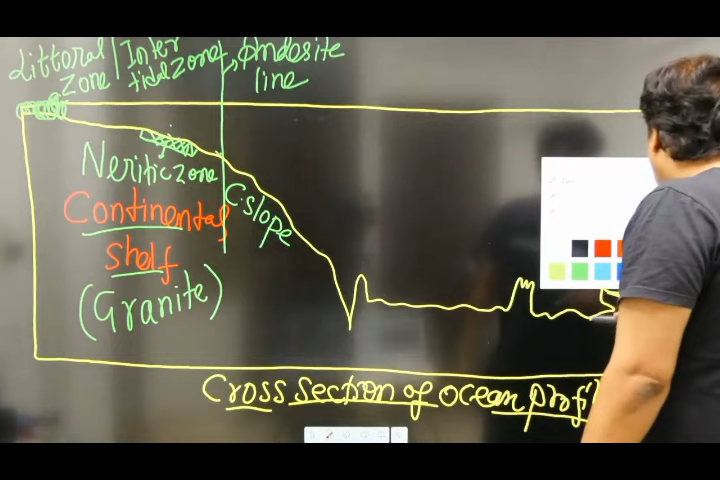 Littoral Zone | Inter tidal zone
Andesite line
Neritic zone
Continental
Shelf
(Granite)
C. slope
Cross section of ocean profi